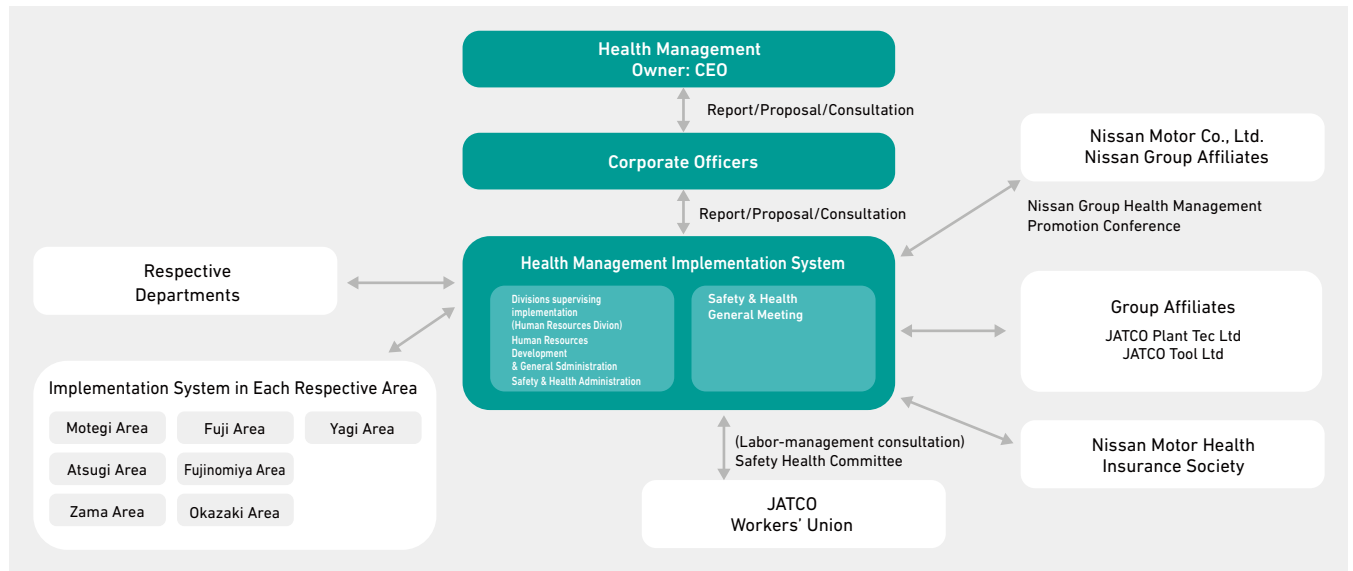 Health Management
Owner: CEO
Report/Proposal/Consultation
Corporate Officers
Report/Proposal/Consultation
Nissan Motor Co., Ltd.
Nissan Group Affiliates
Nissan Group Health Management
Promotion Conference
Health Management Implementation System
Divisions supervising
implementation
(Human Resources Divion)
Human Resources
Development
& General Sdministration
Safety & Health Administration
Safety & Health
General Meeting
Respective
Departments
Group Affiliates
JATCO Plant Tec Ltd
JATCO Tool Ltd
Implementation System in Each Respective Area
Motegi Area
Fuji Area
Yagi Area
Atsugi Area
Fujinomiya Area
Zama Area
Okazaki Area
(Labor-management consultation)
Safety Health Committee
Nissan Motor Health
Insurance Society
JATCO
Workers’ Union